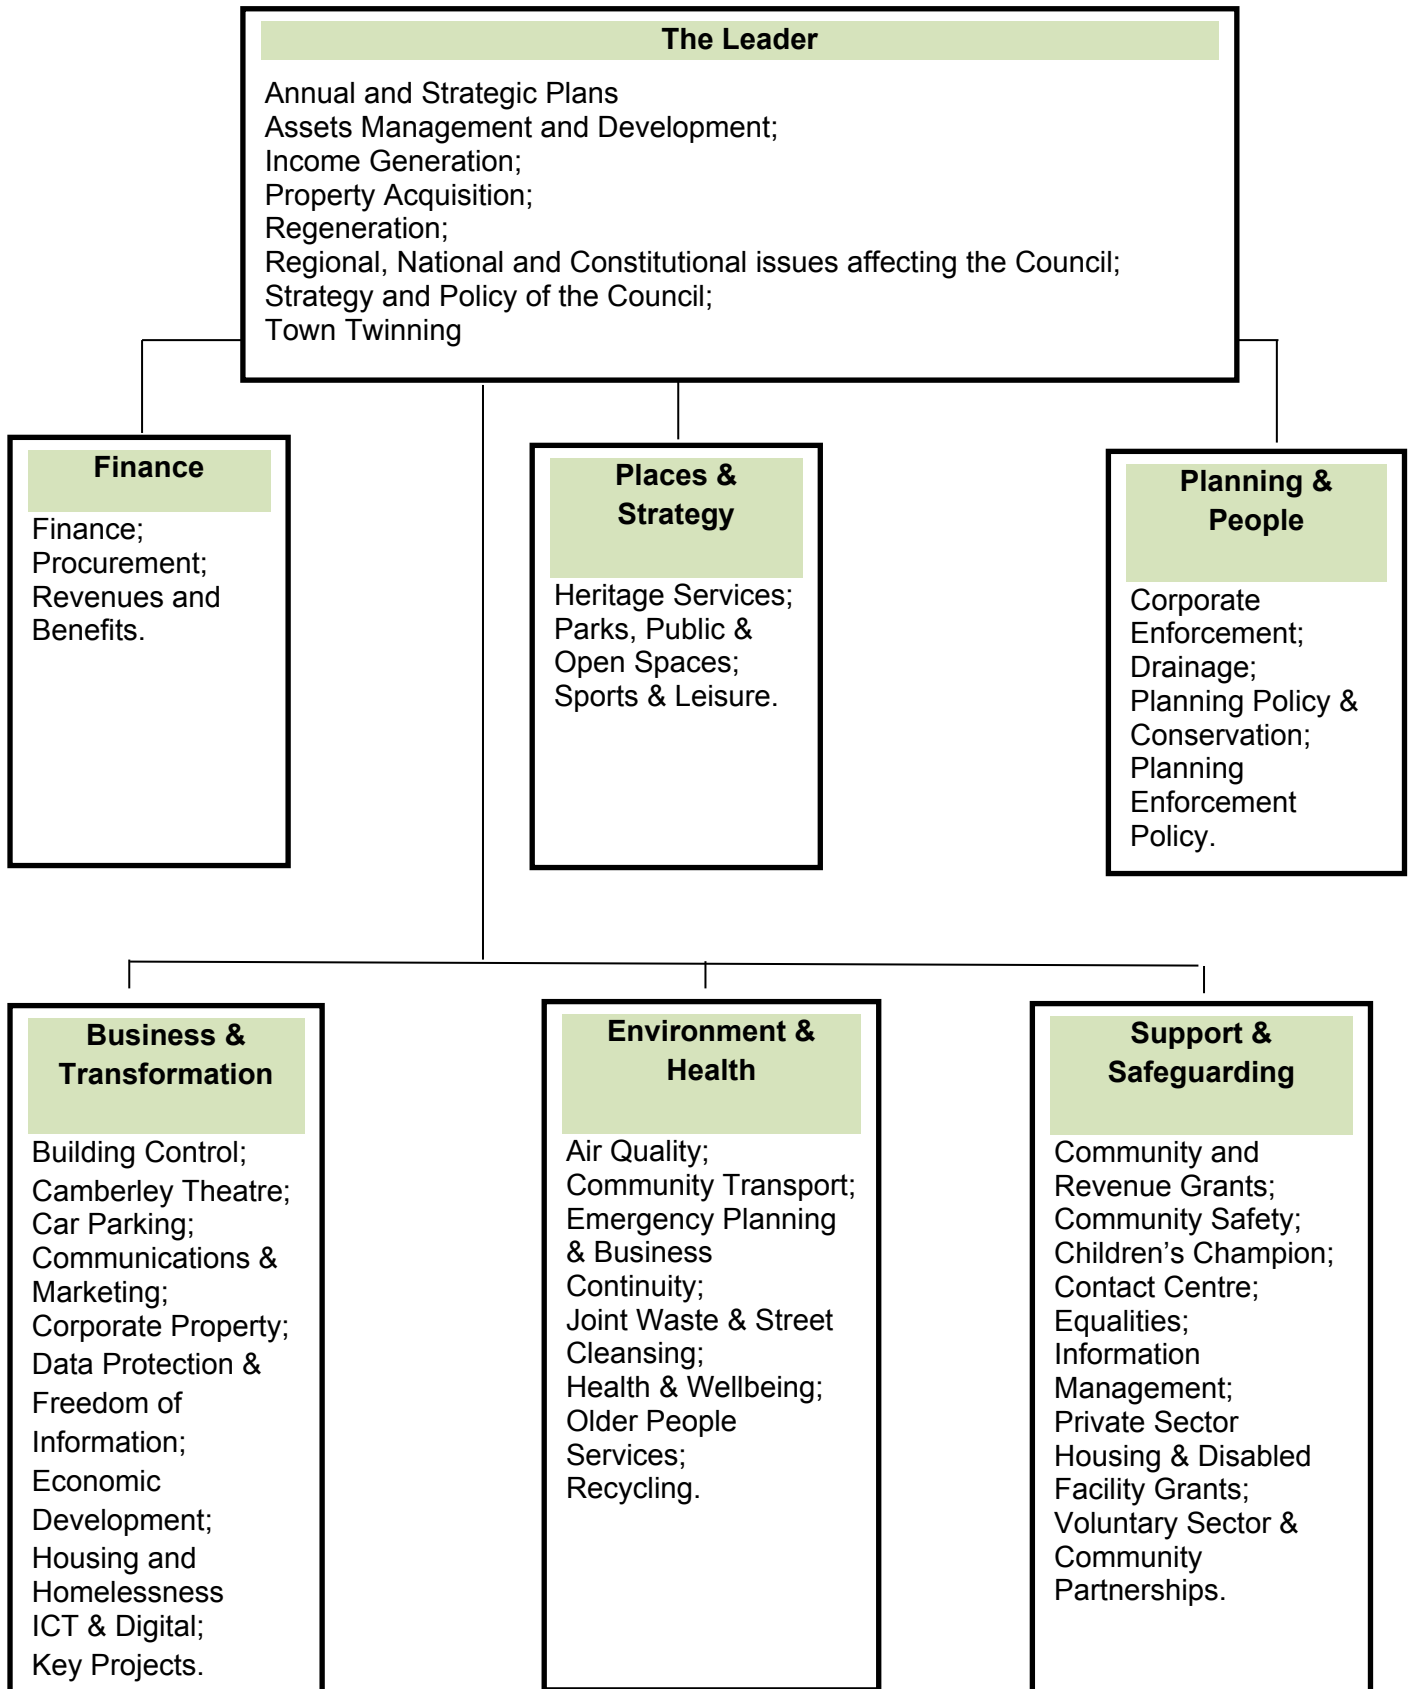 The Leader
Annual and Strategic Plans
Assets Management and Development;
Income Generation;
Property Acquisition;
Regeneration;
Regional, National and Constitutional issues affecting the Council;
Strategy and Policy of the Council;
Town Twinning
Finance
Finance;
Procurement;
Revenues and
Benefits.
Places &
Strategy
Heritage Services;
Parks, Public &
Open Spaces;
Sports & Leisure.
Planning &
People
Corporate
Enforcement;
Drainage;
Planning Policy &
Conservation;
Planning
Enforcement
Policy.
Business &
Transformation
Building Control;
Camberley Theatre;
Car Parking;
Communications &
Marketing;
Corporate Property;
Data Protection &
Freedom of
Information;
Economic
Development;
Housing and
Homelessness
ICT & Digital;
Key Projects.
Environment &
Health
Air Quality;
Community Transport;
Emergency Planning
& Business
Continuity;
Joint Waste & Street
Cleansing;
Health & Wellbeing;
Older People
Services;
Recycling.
Support &
Safeguarding
Community and
Revenue Grants;
Community Safety;
Children’s Champion;
Contact Centre;
Equalities;
Information
Management;
Private Sector
Housing & Disabled
Facility Grants;
Voluntary Sector &
Community
Partnerships.